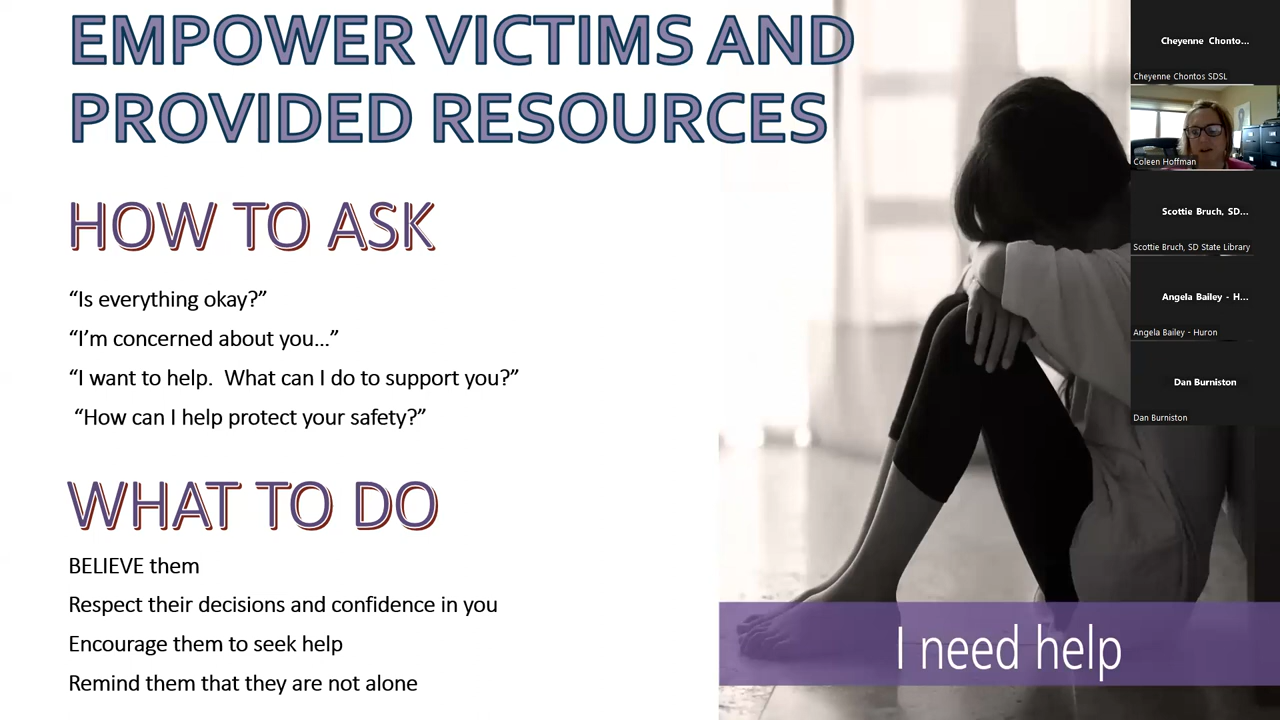 EMPOWER VICTIMS AND
PROVIDED RESOURCES
HOW TO ASK
“Is everything okay?”
“I’m concerned about you...”
“I want to help.  What can I do to support you?”
“How can I help protect your safety?”
WHAT TO DO
BELIEVE them
Respect their decisions and confidence in you
Encourage them to seek help
Remind them that they are not alone
I need help
Cheyenne Chonto...
Cheyenne Chontos SDSL
Coleen Hoffman
Scottie Bruch, SD...
Scottie Bruch, SD State Library
Angela Bailey - H...
Angela Bailey - Huron
Dan Burniston
Dan Burniston